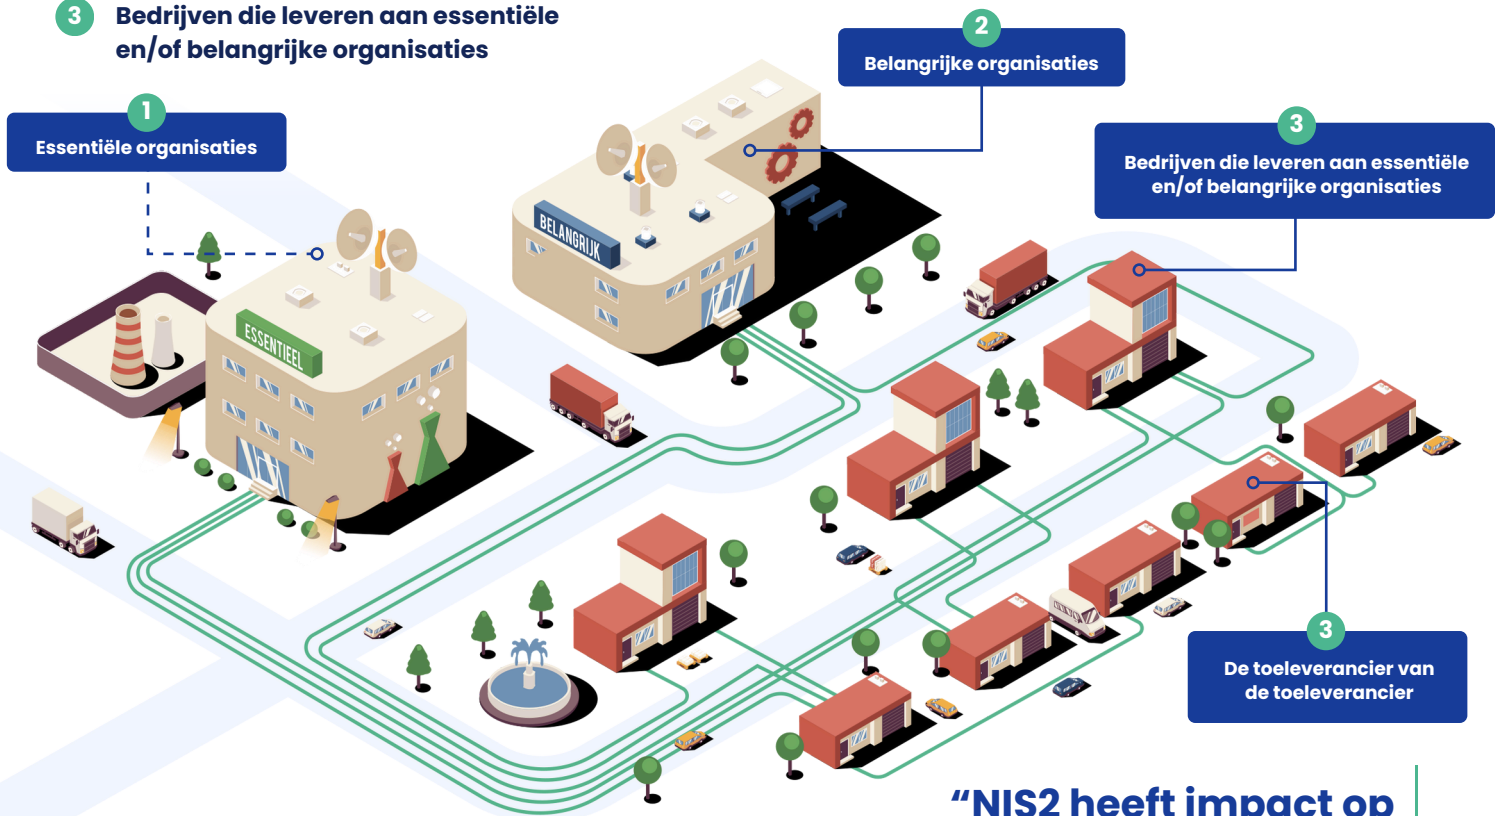 3 Bedrijven die leveren aan essentiële
en/of belangrijke organisaties
2
Belangrijke organisaties
1
Essentiële organisaties
3
Bedrijven die leveren aan essentiële
en/of belangrijke organisaties
BELANGRIJK
ESSENTIEEL
3
De toeleverancier van
de toeleverancier
“NIS2 heeft impact op